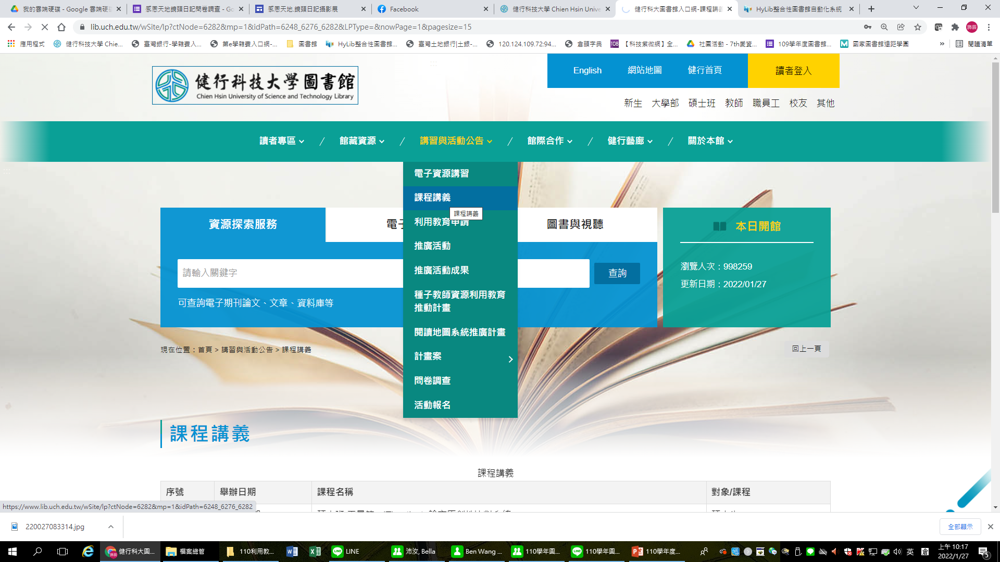 我的雲端硬碟 - Google 雲端硬碟
感恩天地鏡頭日記問卷調查 - Go
感恩天地.鏡頭日記攝影展
Facebook
健行科技大學 Chien Hsin Unive
健行科大圖書館入口網-課程講義
HyLib整合性圖書館自動化系統
lib.uch.edu.tw/wSite/lp?ctNode=6282&mp=1&idPath=6248_6276_6282&LPType=&nowPage=1&pagesize=15
應用程式
健行科技大學 Chie...
臺灣銀行-學雜費入...
第e學雜費入口網-...
圖書館
HyLib整合性圖書館...
臺灣土地銀行|土銀-...
120.124.109.72:94...
倉頡字典
【科技紫微網】全...
社團活動 - 7th愛資...
109學年度圖書館...
國家圖書館遠距學園
»
閱讀清單
健行科技大學圖書館
Chien Hsin University of Science and Technology Library
English
網站地圖
健行首頁
讀者登入
新生 大學部 碩士班 教師 職員工 校友 其他
讀者專區 / 館藏資源 / 講習與活動公告 / 館際合作 / 健行藝廊 / 關於本館
電子資源講習
課程講義
課程講義
利用教育申請
推廣活動
推廣活動成果
種子教師資源利用教育
推動計畫
閱讀地圖系統推廣計畫
計畫案
問卷調查
活動報名
資源探索服務
電子
圖書與視聽
請輸入關鍵字
查詢
可查詢電子期刊論文、文章、資料庫等
本日開館
瀏覽人次：998259
更新日期：2022/01/27
現在位置：首頁 > 講習與活動公告 > 課程講義
回上一頁
課程講義
課程講義
序號 舉辦日期 課程名稱 對象/課程
https://www.lib.uch.edu.tw/wSite/lp?ctNode=6282&mp=1&idPath=6248_6276_6282
220027083314.jpg
全部顯示
健行科大圖...
檔案總管
110利用教...
LINE
沛汝, Bella
Ben Wang ...
110學年圖...
110學年圖...
110學年度...
英
倉
上午 10:17
2022/1/27
5